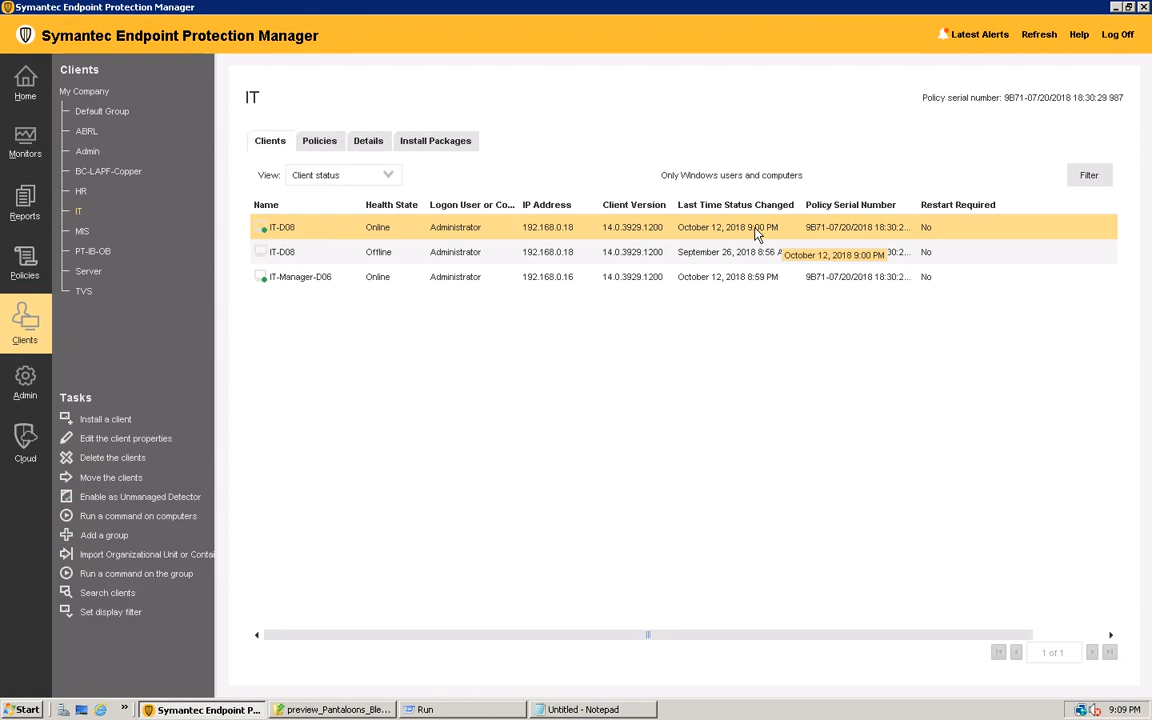 Symantec Endpoint Protection Manager
Symantec Endpoint Protection Manager
Latest Alerts Refresh Help Log Off
Home
Monitors
Reports
Policies
Clients
Admin
Cloud
Clients
My Company
Default Group
ABRL
Admin
BC-LAPF-Copper
HR
IT
MIS
PT-IB-OB
Server
TVS
Tasks
Install a client
Edit the client properties
Delete the clients
Move the clients
Enable as Unmanaged Detector
Run a command on computers
Add a group
Import Organizational Unit or Contai
Run a command on the group
Search clients
Set display filter
IT
Policy serial number: 9B71-07/20/2018 18:30:29 987
Clients Policies Details Install Packages
View: Client status Only Windows users and computers Filter
Name Health State Logon User or Co... IP Address Client Version Last Time Status Changed Policy Serial Number Restart Required
IT-D08 Online Administrator 192.168.0.18 14.0.3929.1200 October 12, 2018 9:00 PM 9B71-07/20/2018 18:30:2... No
IT-D08 Offline Administrator 192.168.0.18 14.0.3929.1200 September 26, 2018 8:56 A October 12, 2018 9:00 PM :30:2... No
IT-Manager-D06 Online Administrator 192.168.0.16 14.0.3929.1200 October 12, 2018 8:59 PM 9B71-07/20/2018 18:30:2... No
1 of 1
Start » Symantec Endpoint P... preview_Pantaloons_Ble... Run Untitled - Notepad 9:09 PM